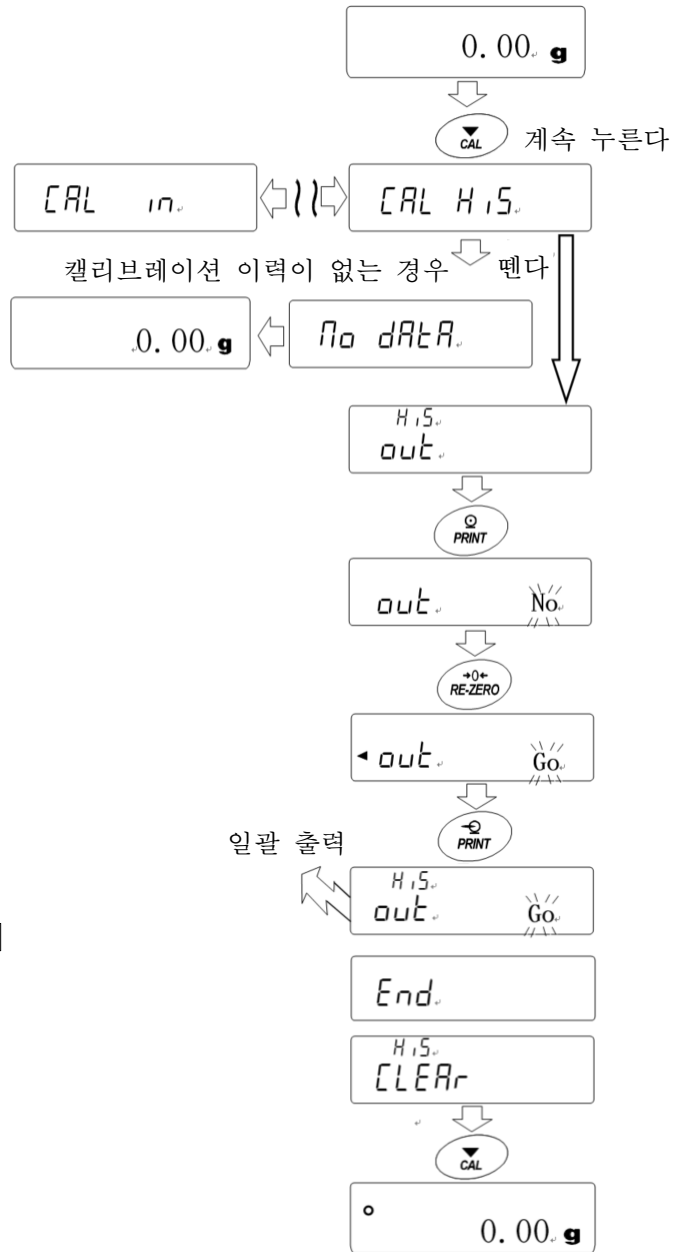 0.00 g
CAL 계속 누른다
CAL in
CAL HiS
캘리브레이션 이력이 없는 경우 뗀다
0.00 g
No dAtA
HiS
out
PRINT
out No
→0←
RE-ZERO
◄ out Go
PRINT
일괄 출력
HiS
out Go
End
HiS
CLEAr
CAL
0.00 g